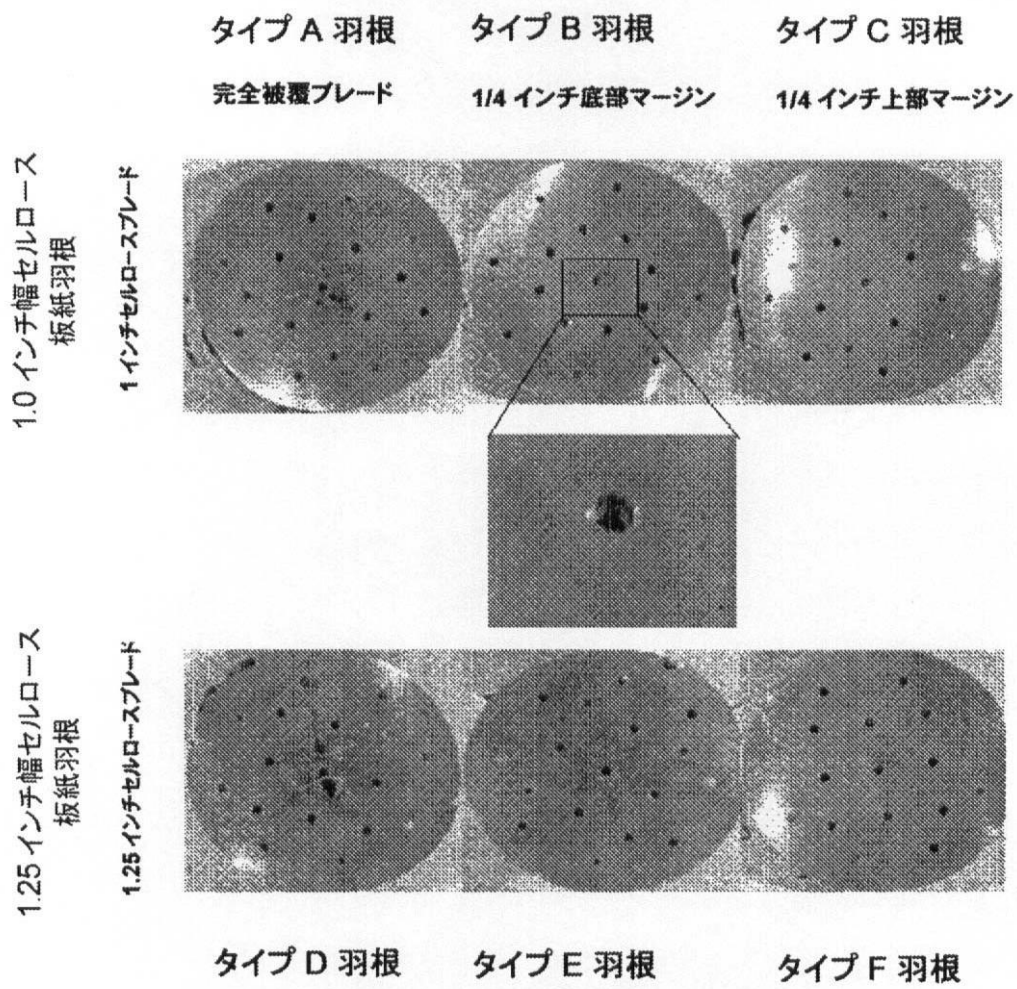 タイプ A 羽根
タイプ B 羽根
タイプ C 羽根
完全被覆ブレード
1/4 インチ底部マージン
1/4 インチ上部マージン
1.0 インチ幅セルロース
板紙羽根
1 インチセルロースブレード
1.25 インチ幅セルロース
板紙羽根
1.25 インチセルロースブレード
タイプ D 羽根
タイプ E 羽根
タイプ F 羽根